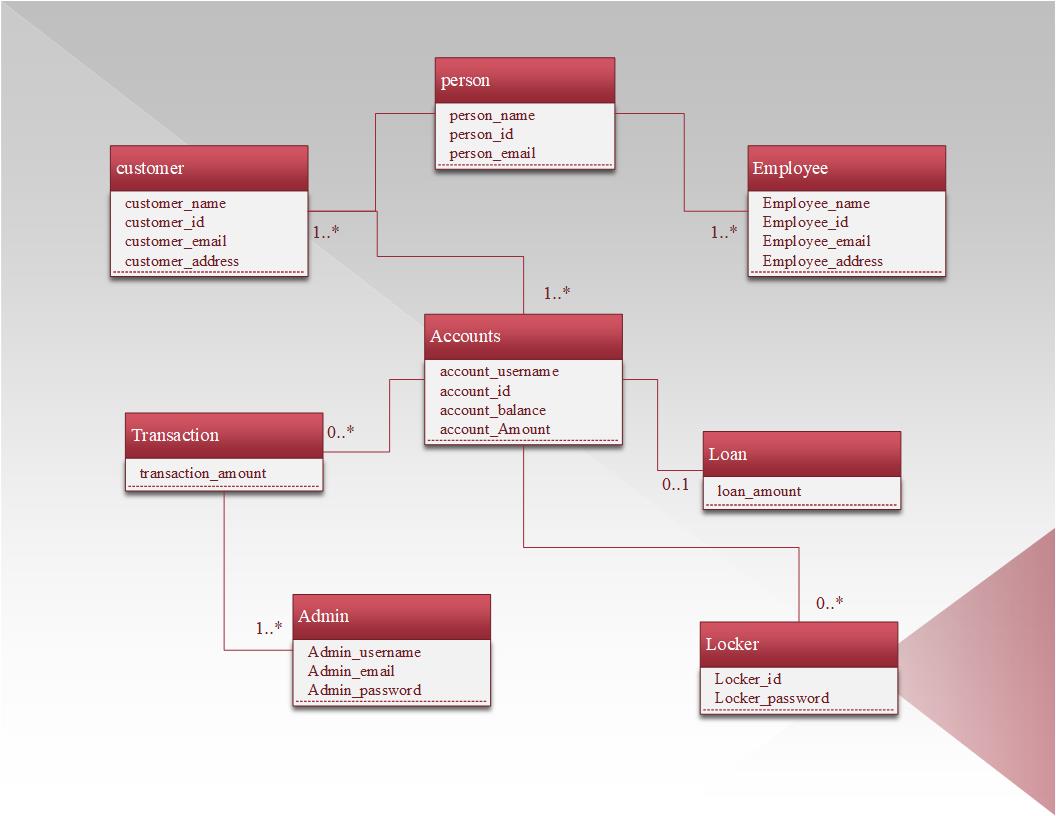 person
person_name
person_id
person_email
customer
customer_name
customer_id
customer_email
customer_address
1..*
Employee
Employee_name
Employee_id
Employee_email
Employee_address
1..*
1..*
Accounts
account_username
account_id
account_balance
account_Amount
Transaction
transaction_amount
0..*
Loan
loan_amount
0..1
Admin
Admin_username
Admin_email
Admin_password
1..*
0..*
Locker
Locker_id
Locker_password